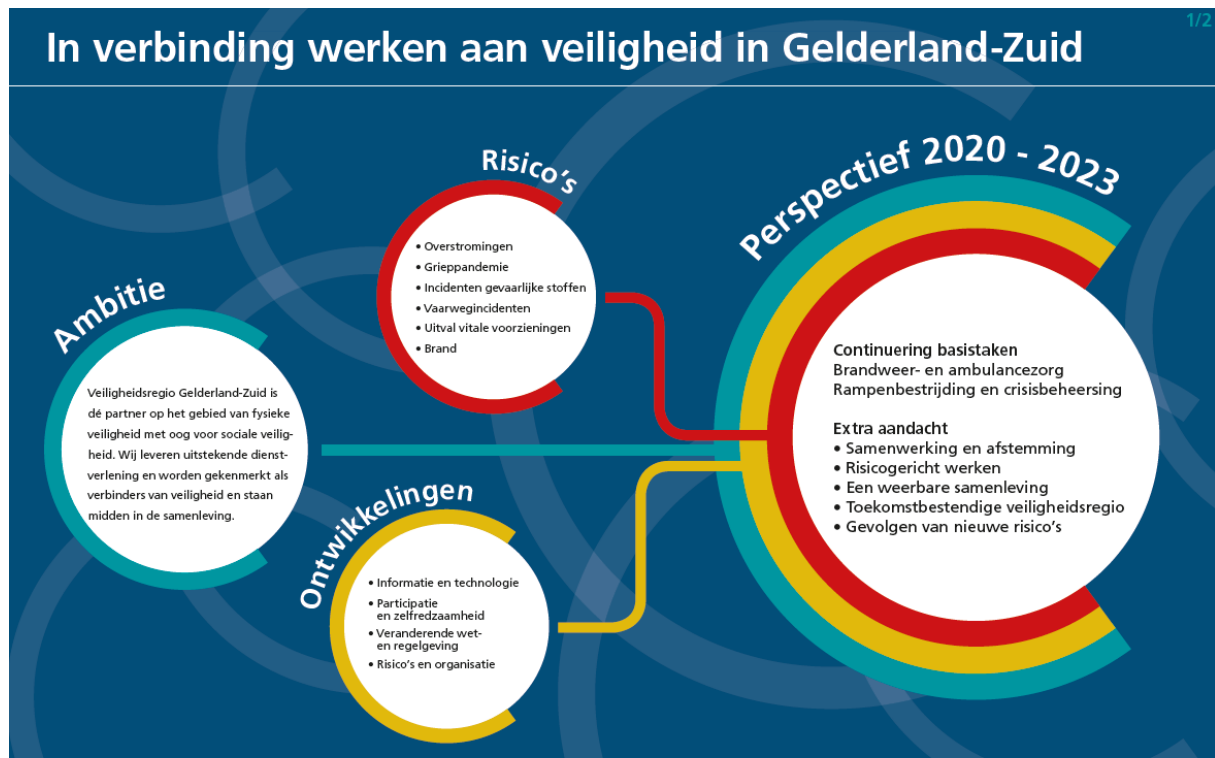 1/2
In verbinding werken aan veiligheid in Gelderland-Zuid
Ambitie
Veiligheidsregio Gelderland-Zuid is
dé partner op het gebied van fysieke
veiligheid met oog voor sociale veilig-
heid. Wij leveren uitstekende dienst-
verlening en worden gekenmerkt als
verbinders van veiligheid en staan
midden in de samenleving.
Risico's
• Overstromingen
• Grieppandemie
• Incidenten gevaarlijke stoffen
• Vaarwegincidenten
• Uitval vitale voorzieningen
• Brand
Ontwikkelingen
• Informatie en technologie
• Participatie
en zelfredzaamheid
• Veranderende wet-
en regelgeving
• Risico's en organisatie
Perspectief 2020 - 2023
Continuering basistaken
Brandweer- en ambulancezorg
Rampenbestrijding en crisisbeheersing
Extra aandacht
• Samenwerking en afstemming
• Risicogericht werken
• Een weerbare samenleving
• Toekomstbestendige veiligheidsregio
• Gevolgen van nieuwe risico's